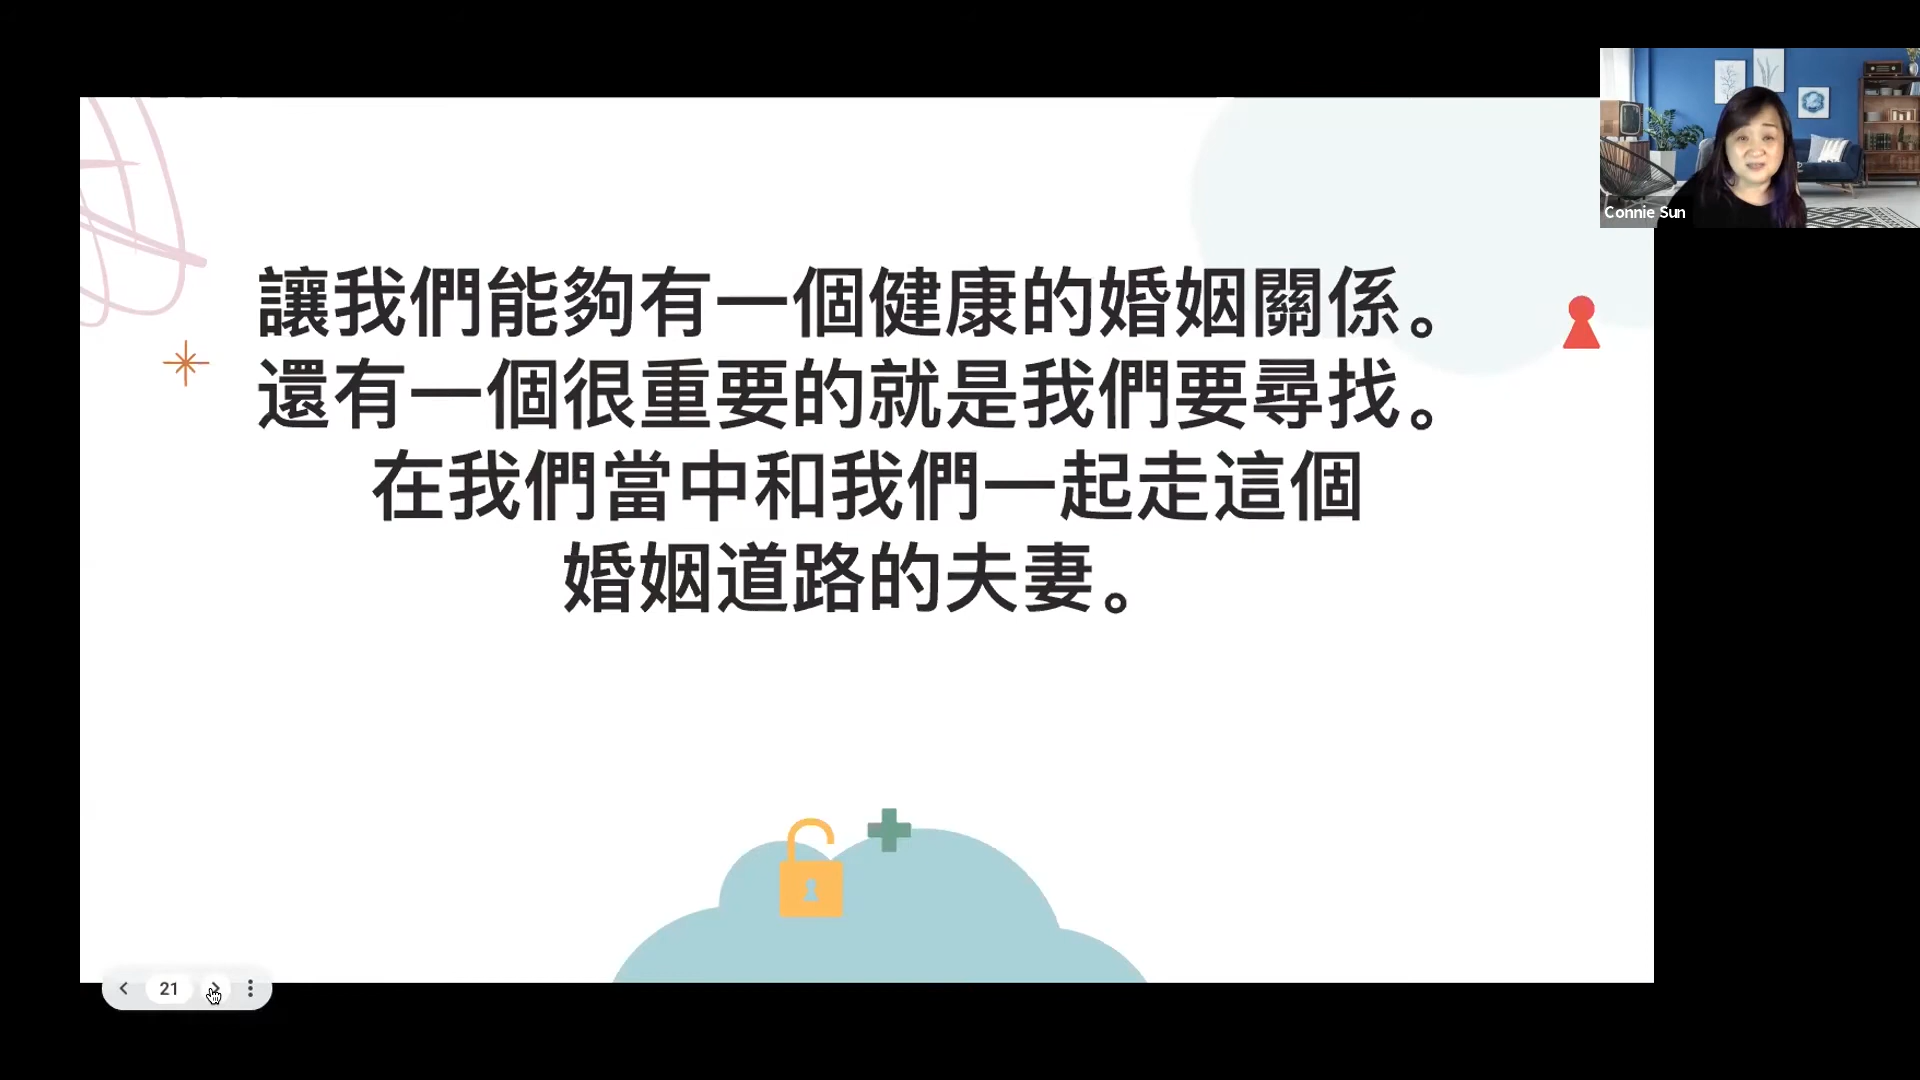 讓我們能夠有一個健康的婚姻關係。
還有一個很重要的就是我們要尋找。
在我們當中和我們一起走這個
婚姻道路的夫妻。
Connie Sun
21